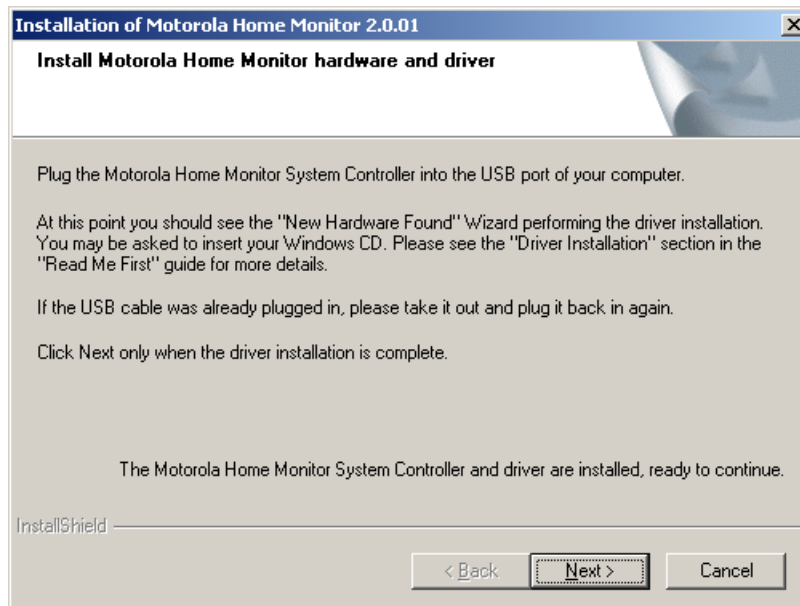 Installation of Motorola Home Monitor 2.0.01
Install Motorola Home Monitor hardware and driver
Plug the Motorola Home Monitor System Controller into the USB port of your computer.
At this point you should see the "New Hardware Found" Wizard performing the driver installation.
You may be asked to insert your Windows CD. Please see the "Driver Installation" section in the
"Read Me First" guide for more details.
If the USB cable was already plugged in, please take it out and plug it back in again.
Click Next only when the driver installation is complete.
The Motorola Home Monitor System Controller and driver are installed, ready to continue.
InstallShield
< Back Next > Cancel